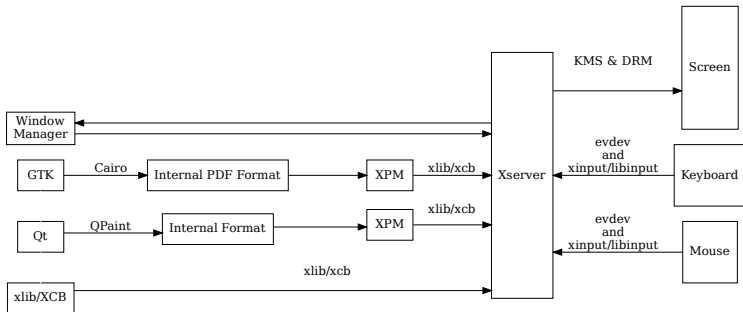 KMS & DRM
Screen
Window
Manager
Xserver
evdev
and
xinput/libinput
Keyboard
GTK
Cairo
Internal PDF Format
XPM
xlib/xcb
Qt
QPaint
Internal Format
XPM
xlib/xcb
evdev
and
xinput/libinput
Mouse
xlib/XCB
xlib/xcb